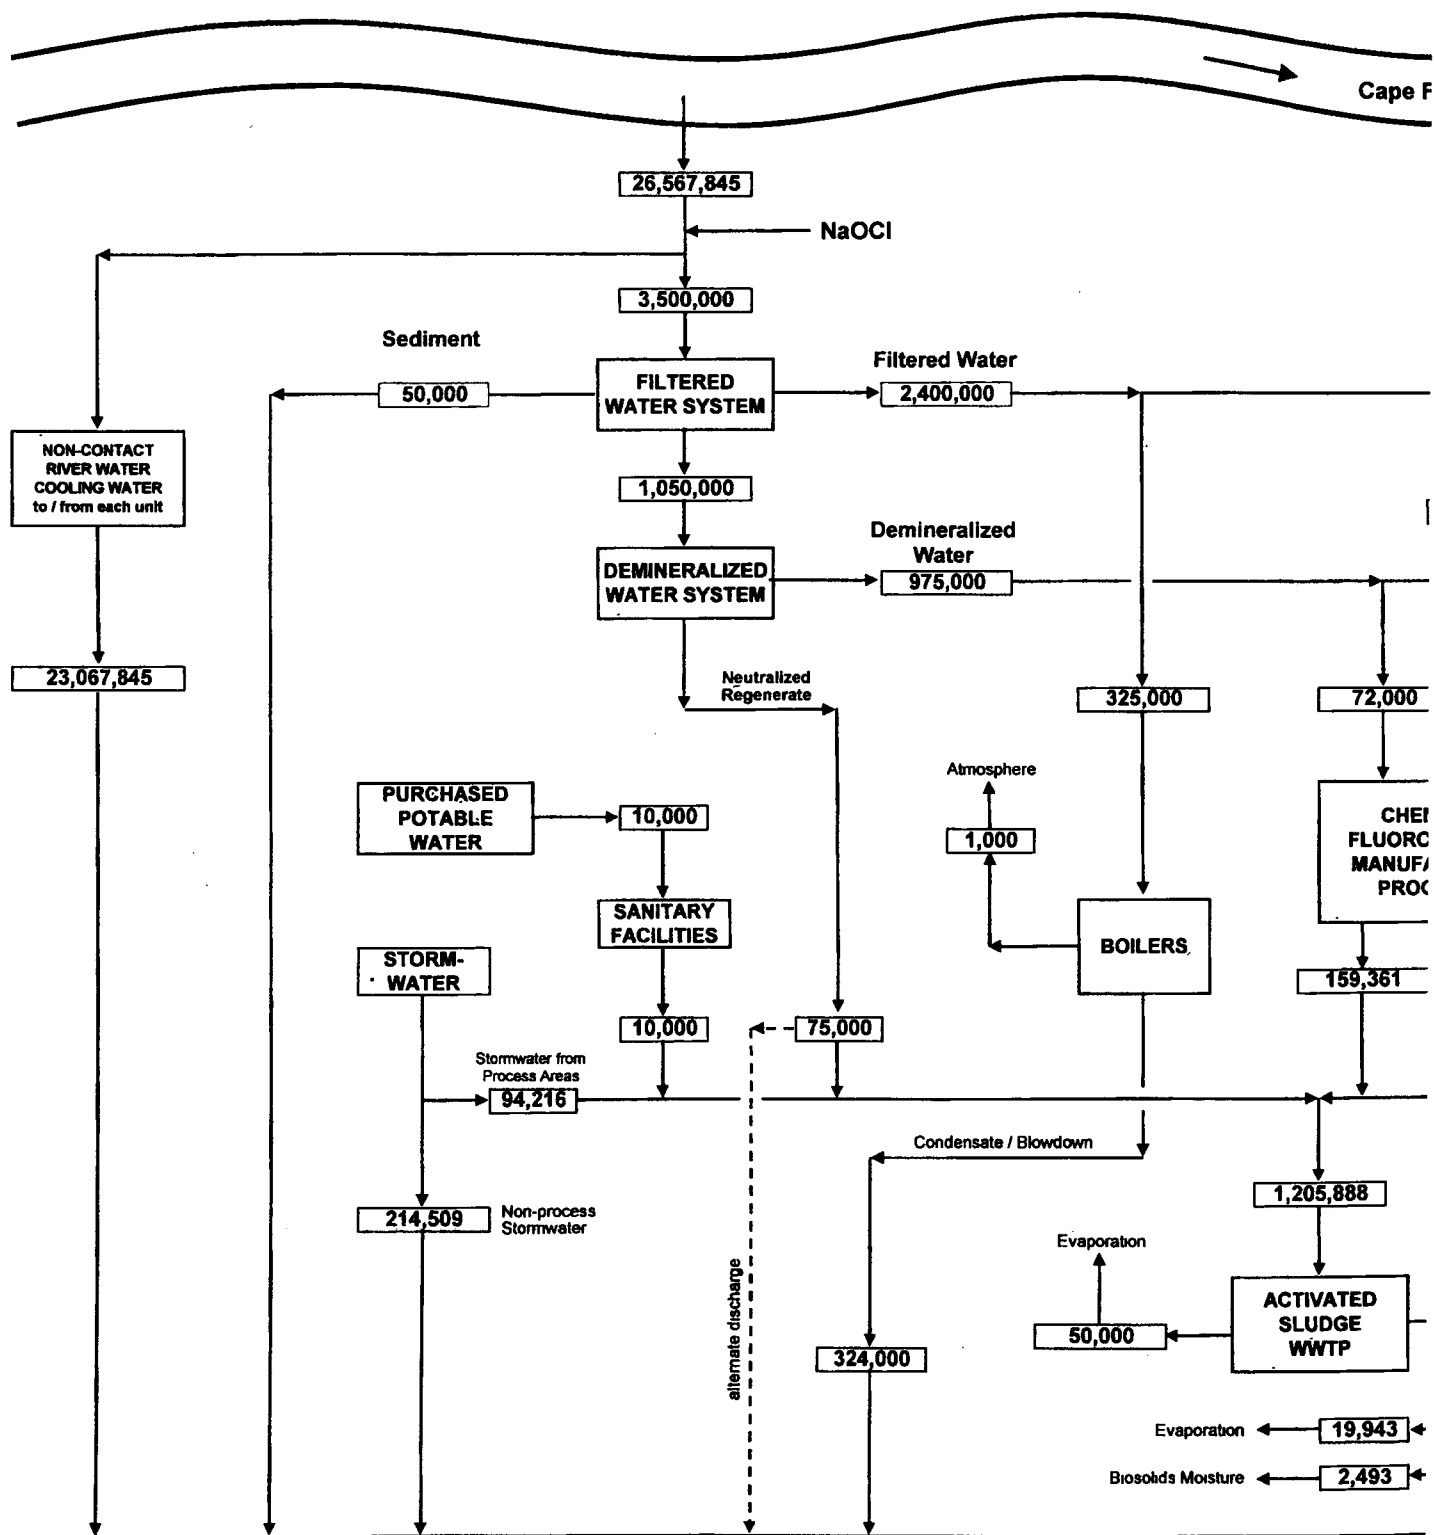 Cape F
26,567,845
NaOCl
3,500,000
Sediment
50,000
FILTERED
WATER SYSTEM
Filtered Water
2,400,000
NON-CONTACT
RIVER WATER
COOLING WATER
to / from each unit
1,050,000
DEMINERALIZED
WATER SYSTEM
Demineralized
Water
975,000
23,067,845
Neutralized
Regenerate
325,000
72,000
PURCHASED
POTABLE
WATER
10,000
Atmosphere
1,000
CHEM
FLUORO
MANUFA
PROC
SANITARY
FACILITIES
BOILERS
STORM-
WATER
159,361
10,000
75,000
Stormwater from
Process Areas
94,216
Condensate / Blowdown
1,205,888
214,509
Non-process
Stormwater
alternate discharge
Evaporation
50,000
ACTIVATED
SLUDGE
WWTP
324,000
Evaporation
19,943
Biosolids Moisture
2,493